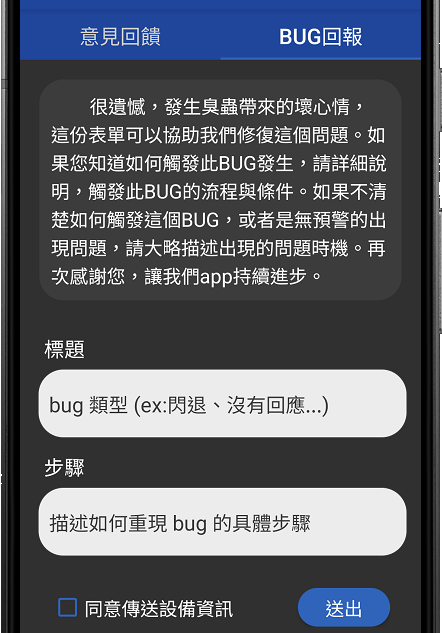 意見回饋 BUG回報
很遺憾，發生臭蟲帶來的壞心情，
這份表單可以協助我們修復這個問題。如
果您知道如何觸發此BUG發生，請詳細說
明，觸發此BUG的流程與條件。如果不清
楚如何觸發這個BUG，或者是無預警的出
現問題，請大略描述出現的問題時機。再
次感謝您，讓我們app持續進步。
標題
bug 類型 (ex:閃退、沒有回應...)
步驟
描述如何重現 bug 的具體步驟
同意傳送設備資訊 送出